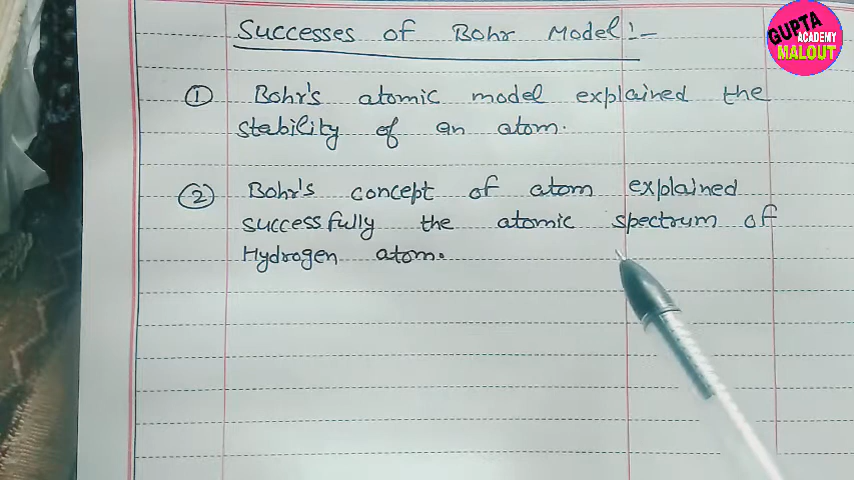 Successes of Bohr Model:-
① Bohr's atomic model explained the
stability of an atom.
② Bohr's concept of atom explained
successfully the atomic spectrum of
Hydrogen atom.
GUPTA
ACADEMY
MALOUT